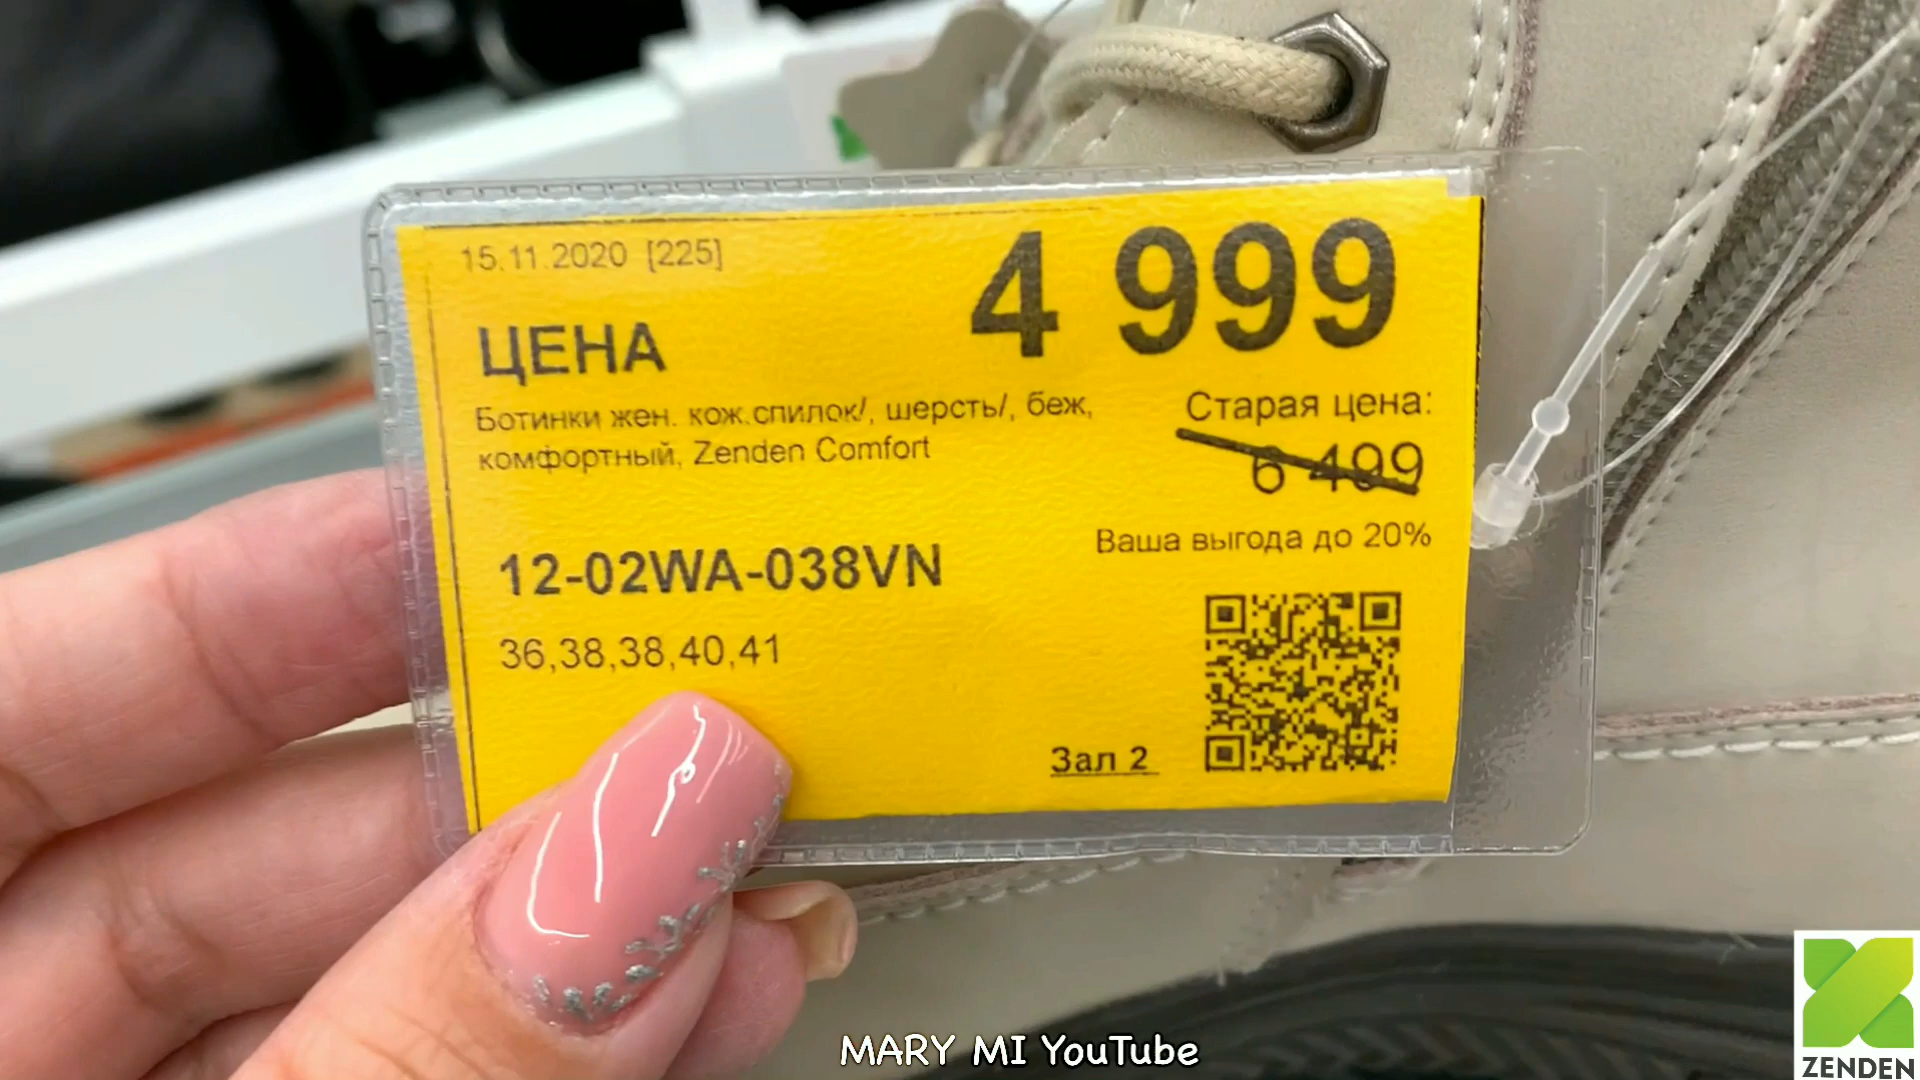 15.11.2020 [225]
4 999
ЦЕНА
Ботинки жен. кож.спилок/, шерсть/, беж,
комфортный, Zenden Comfort
Старая цена:
6 499
Ваша выгода до 20%
12-02WA-038VN
36,38,38,40,41
Зал 2
MARY MI YouTube
ZENDEN